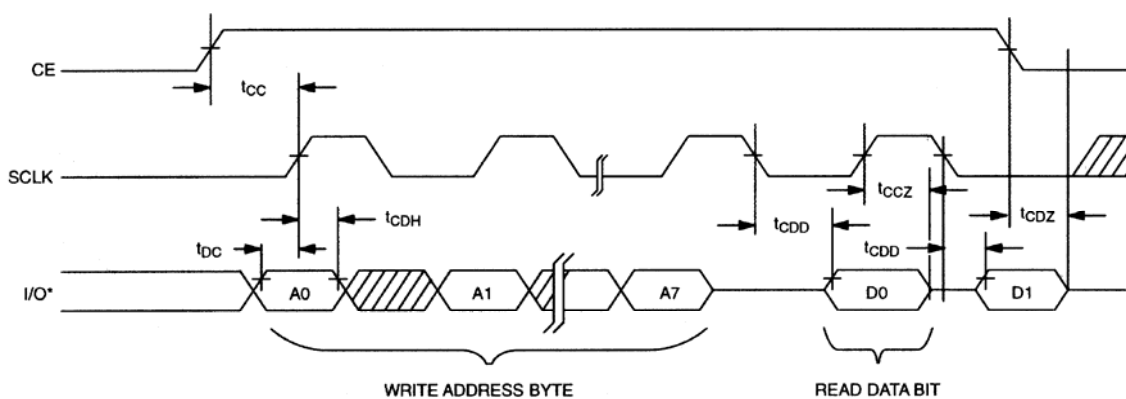 CE
tCC
SCLK
tCCZ
tCDZ
tCDH
tCDD
tDC
tCDD
I/O*
A0
A1
A7
D0
D1
WRITE ADDRESS BYTE
READ DATA BIT